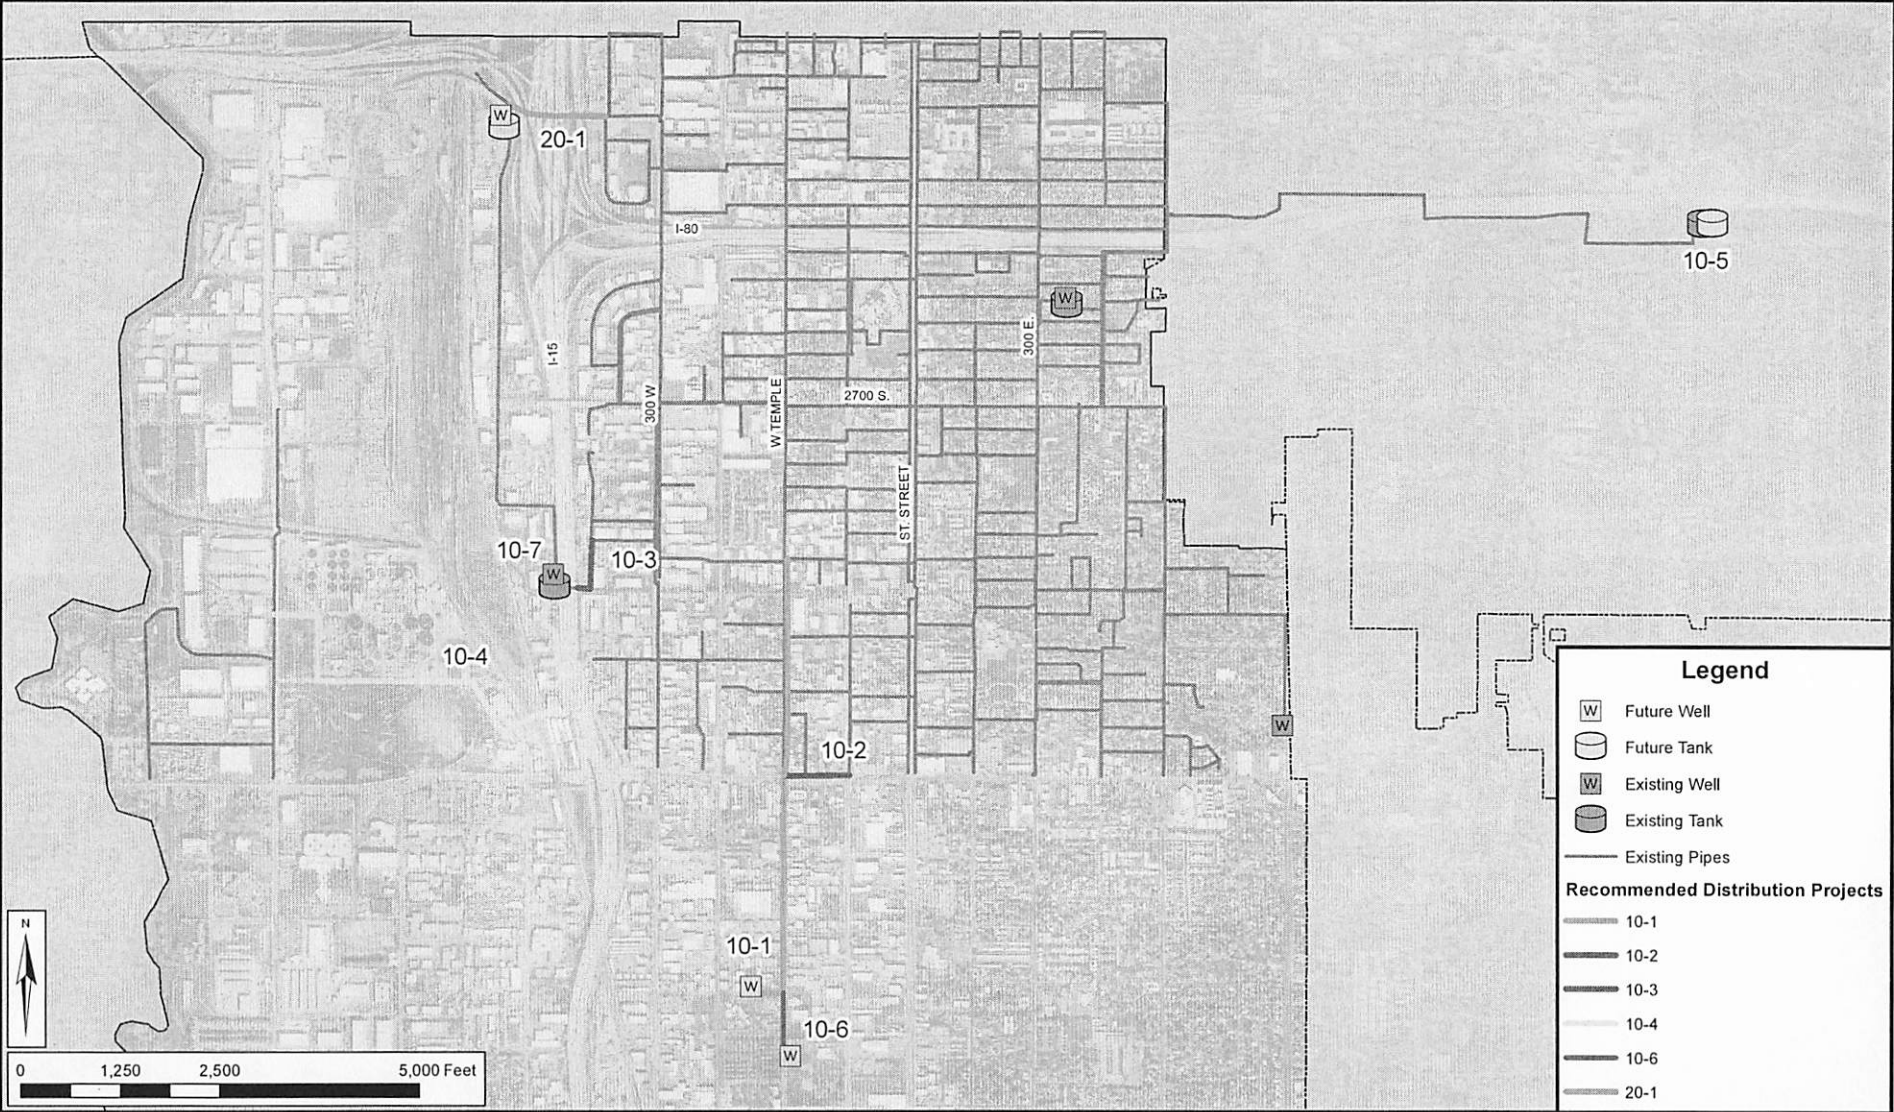 W
20-1
I-80
10-5
W
300 E.
I-15
300 W
W TEMPLE
2700 S.
ST. STREET
10-7
W
10-3
10-4
W
10-2
10-1
W
10-6
W
N
0 1,250 2,500 5,000 Feet
Legend
W Future Well
Future Tank
W Existing Well
Existing Tank
Existing Pipes
Recommended Distribution Projects
10-1
10-2
10-3
10-4
10-6
20-1